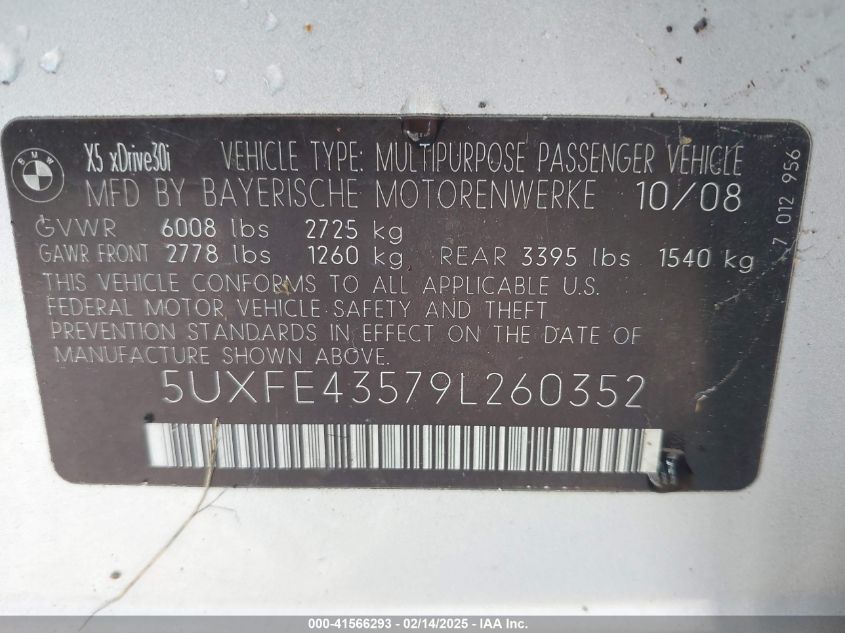 BMW
X5 xDrive30i VEHICLE TYPE: MULTIPURPOSE PASSENGER VEHICLE
MFD BY BAYERISCHE MOTORENWERKE 10/08
GVWR 6008 lbs 2725 kg
GAWR FRONT 2778 lbs 1260 kg REAR 3395 lbs 1540 kg
THIS VEHICLE CONFORMS TO ALL APPLICABLE U.S.
FEDERAL MOTOR VEHICLE SAFETY AND THEFT
PREVENTION STANDARDS IN EFFECT ON THE DATE OF
MANUFACTURE SHOWN ABOVE.
5UXFE43579L260352
7 012 956
000-41566293 - 02/14/2025 - IAA Inc.